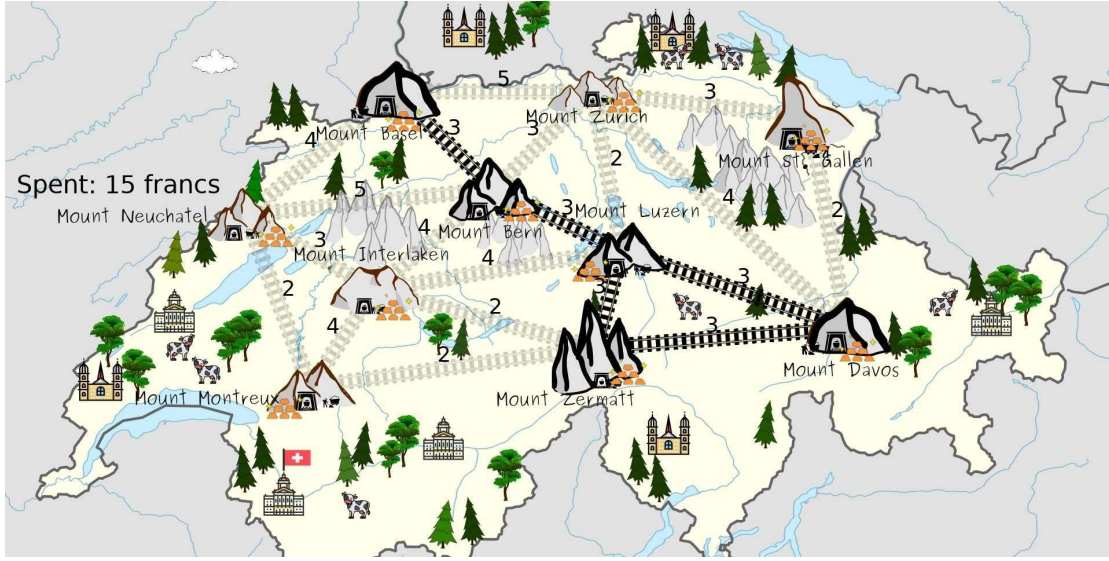 5
3
Mount Basel
3
3
Mount Zurich
4
2
Mount St. Gallen
Spent: 15 francs
5
4
2
Mount Neuchatel
3
Mount Luzern
4
Mount Bern
3
Mount Interlaken
4
2
3
3
2
4
3
2
Mount Davos
Mount Montreux
Mount Zermatt